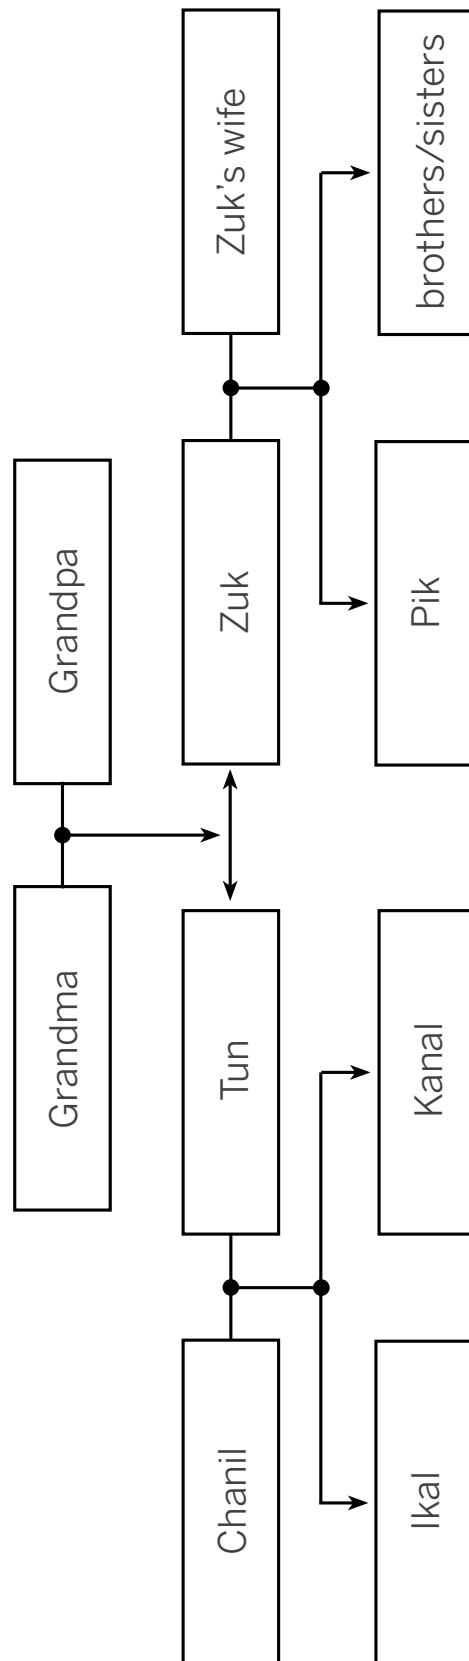 Grandma
Grandpa
Chanil
Tun
Zuk
Zuk's wife
Ikal
Kanal
Pik
brothers/sisters